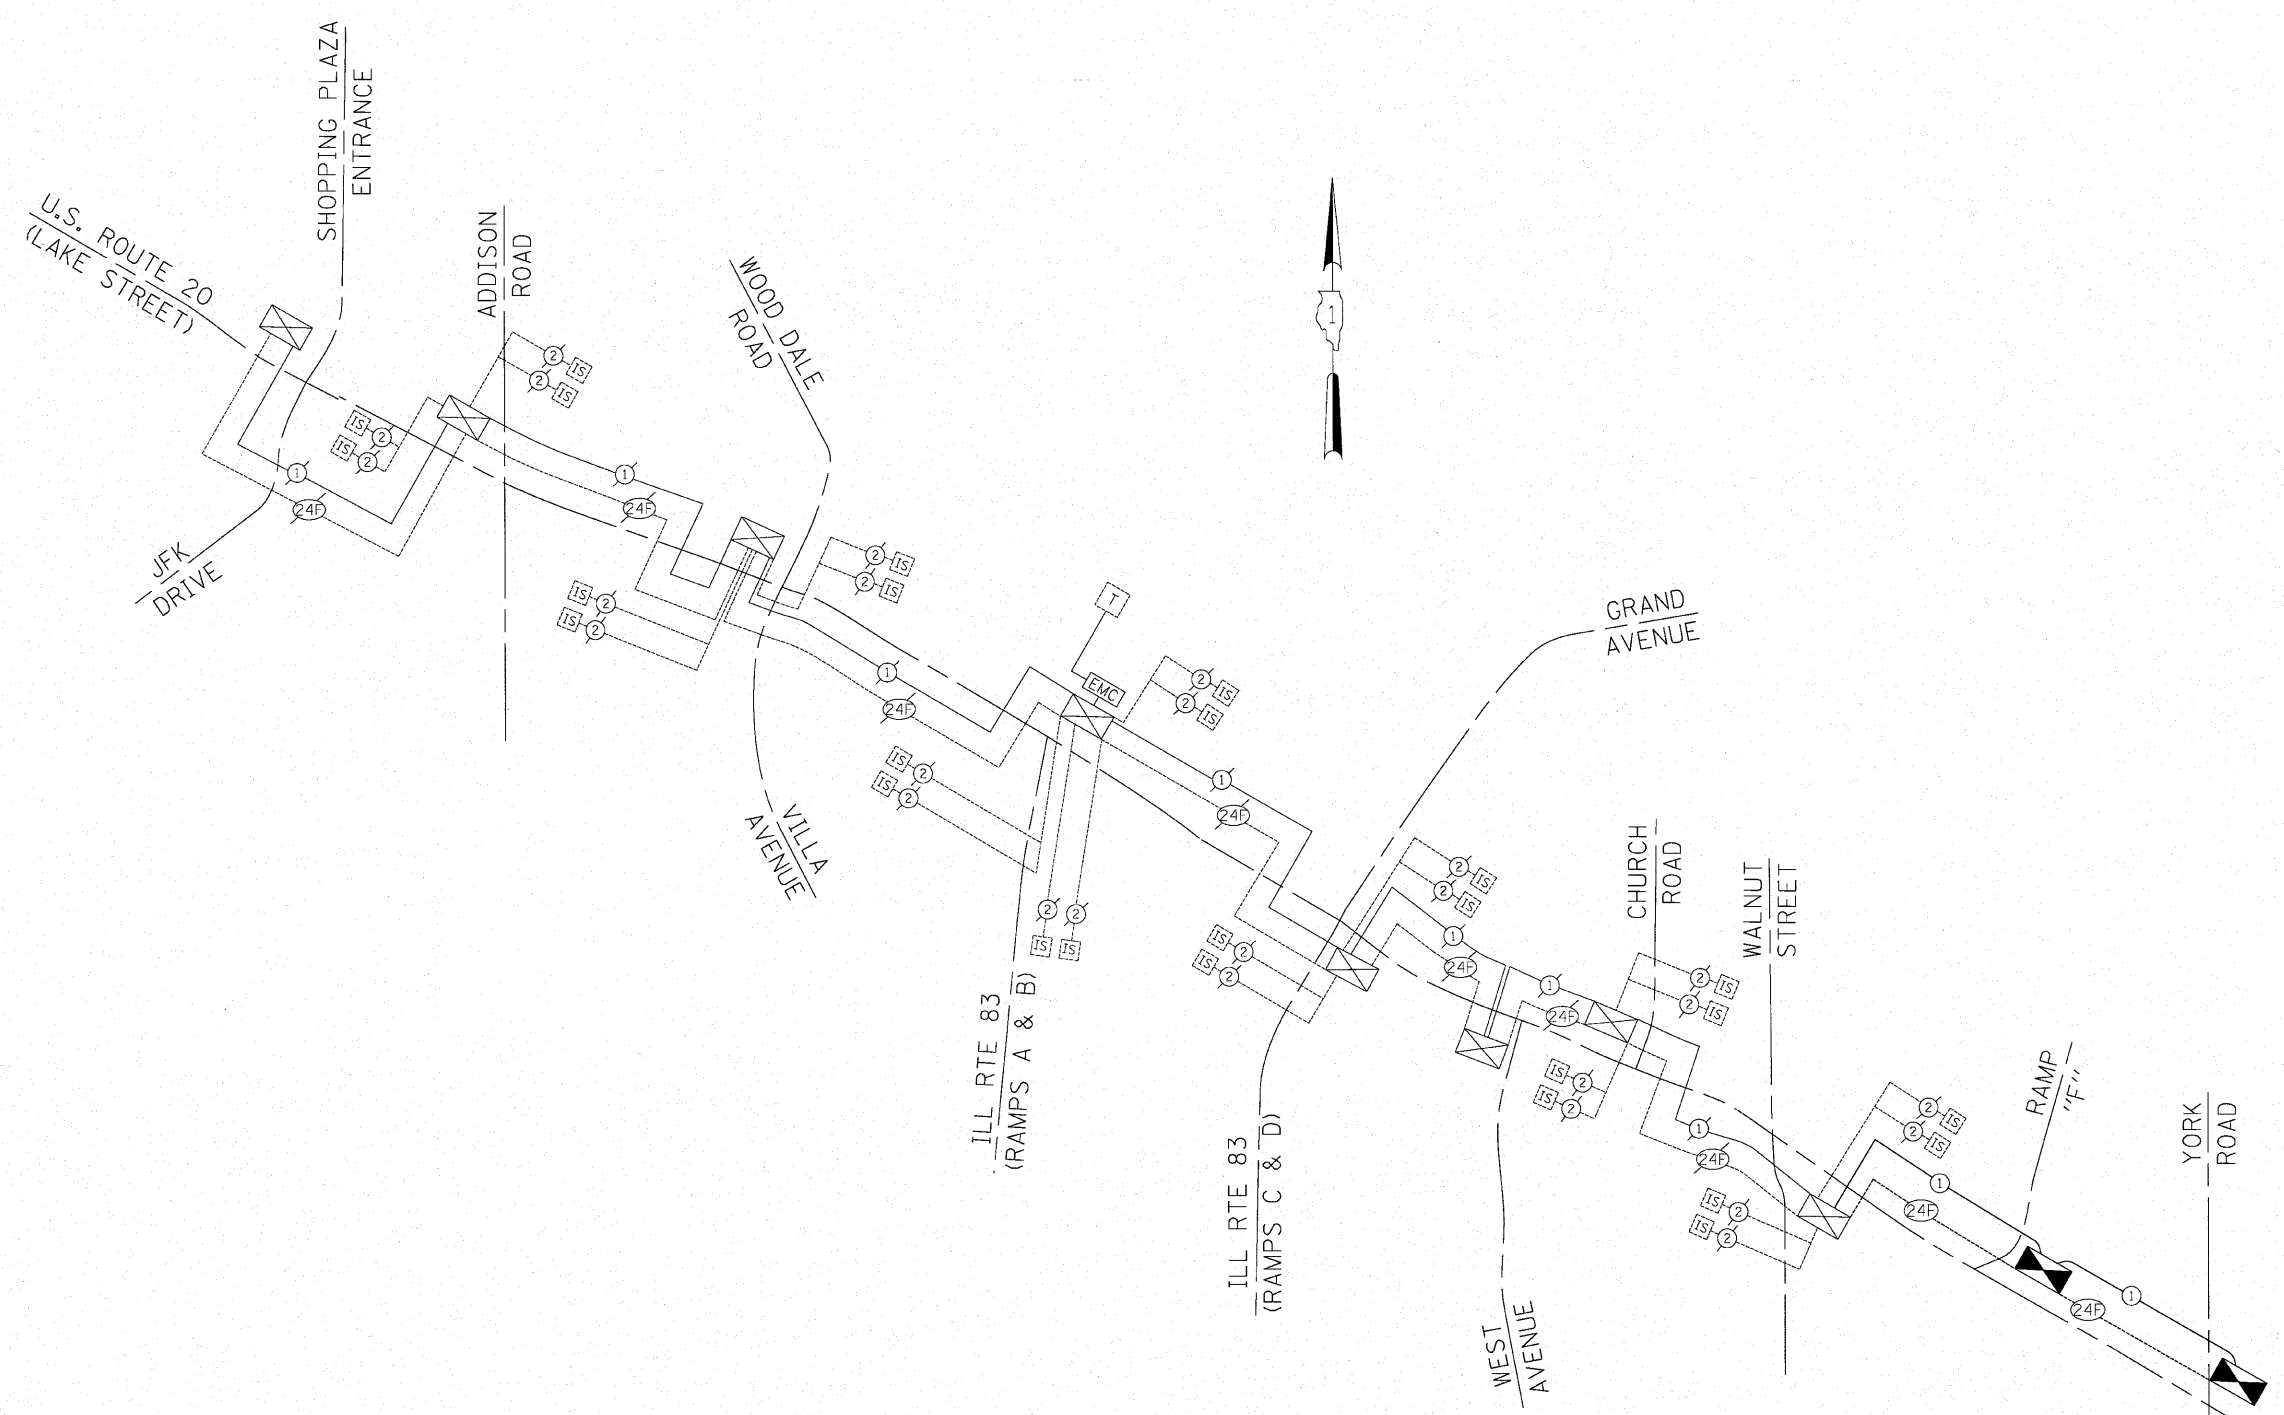 SHOPPING PLAZA
ENTRANCE
U.S. ROUTE 20
(LAKE STREET)
ADDISON
ROAD
WOOD DALE
ROAD
1
2
IS
2
IS
IS
2
IS
2
1
24F
1
24F
JFK
DRIVE
2
IS
2
IS
IS
2
IS
2
T
EMC
GRAND
AVENUE
1
24F
2
IS
2
IS
IS
2
IS
2
1
24F
VILLA
AVENUE
2
IS
2
IS
2
IS
2
IS
IS
2
IS
2
CHURCH
ROAD
WALNUT
STREET
1
24F
1
24F
2
IS
2
IS
IS
2
IS
2
ILL RTE 83
(RAMPS A & B)
ILL RTE 83
(RAMPS C & D)
1
24F
2
IS
2
IS
IS
2
IS
2
RAMP
"F"
YORK
ROAD
1
24F
1
24F
WEST
AVENUE